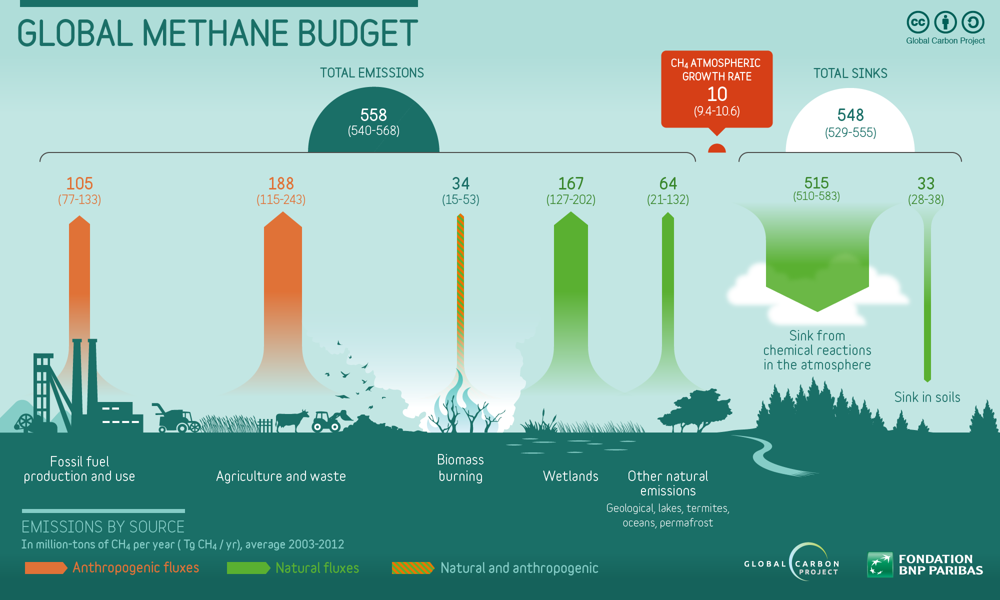 GLOBAL METHANE BUDGET
cc
Global Carbon Project
TOTAL EMISSIONS
558
(540-568)
CH₄ ATMOSPHERIC
GROWTH RATE
10
(9.4-10.6)
TOTAL SINKS
548
(529-555)
105
(77-133)
188
(115-243)
34
(15-53)
167
(127-202)
64
(21-132)
515
(510-583)
33
(28-38)
Sink from
chemical reactions
in the atmosphere
Sink in soils
Fossil fuel
production and use
Agriculture and waste
Biomass
burning
Wetlands
Other natural
emissions
Geological, lakes, termites,
oceans, permafrost
EMISSIONS BY SOURCE
In million-tons of CH₄ per year ( Tg CH₄ / yr), average 2003-2012
Anthropogenic fluxes
Natural fluxes
Natural and anthropogenic
GLOBAL CARBON
PROJECT
FONDATION
BNP PARIBAS